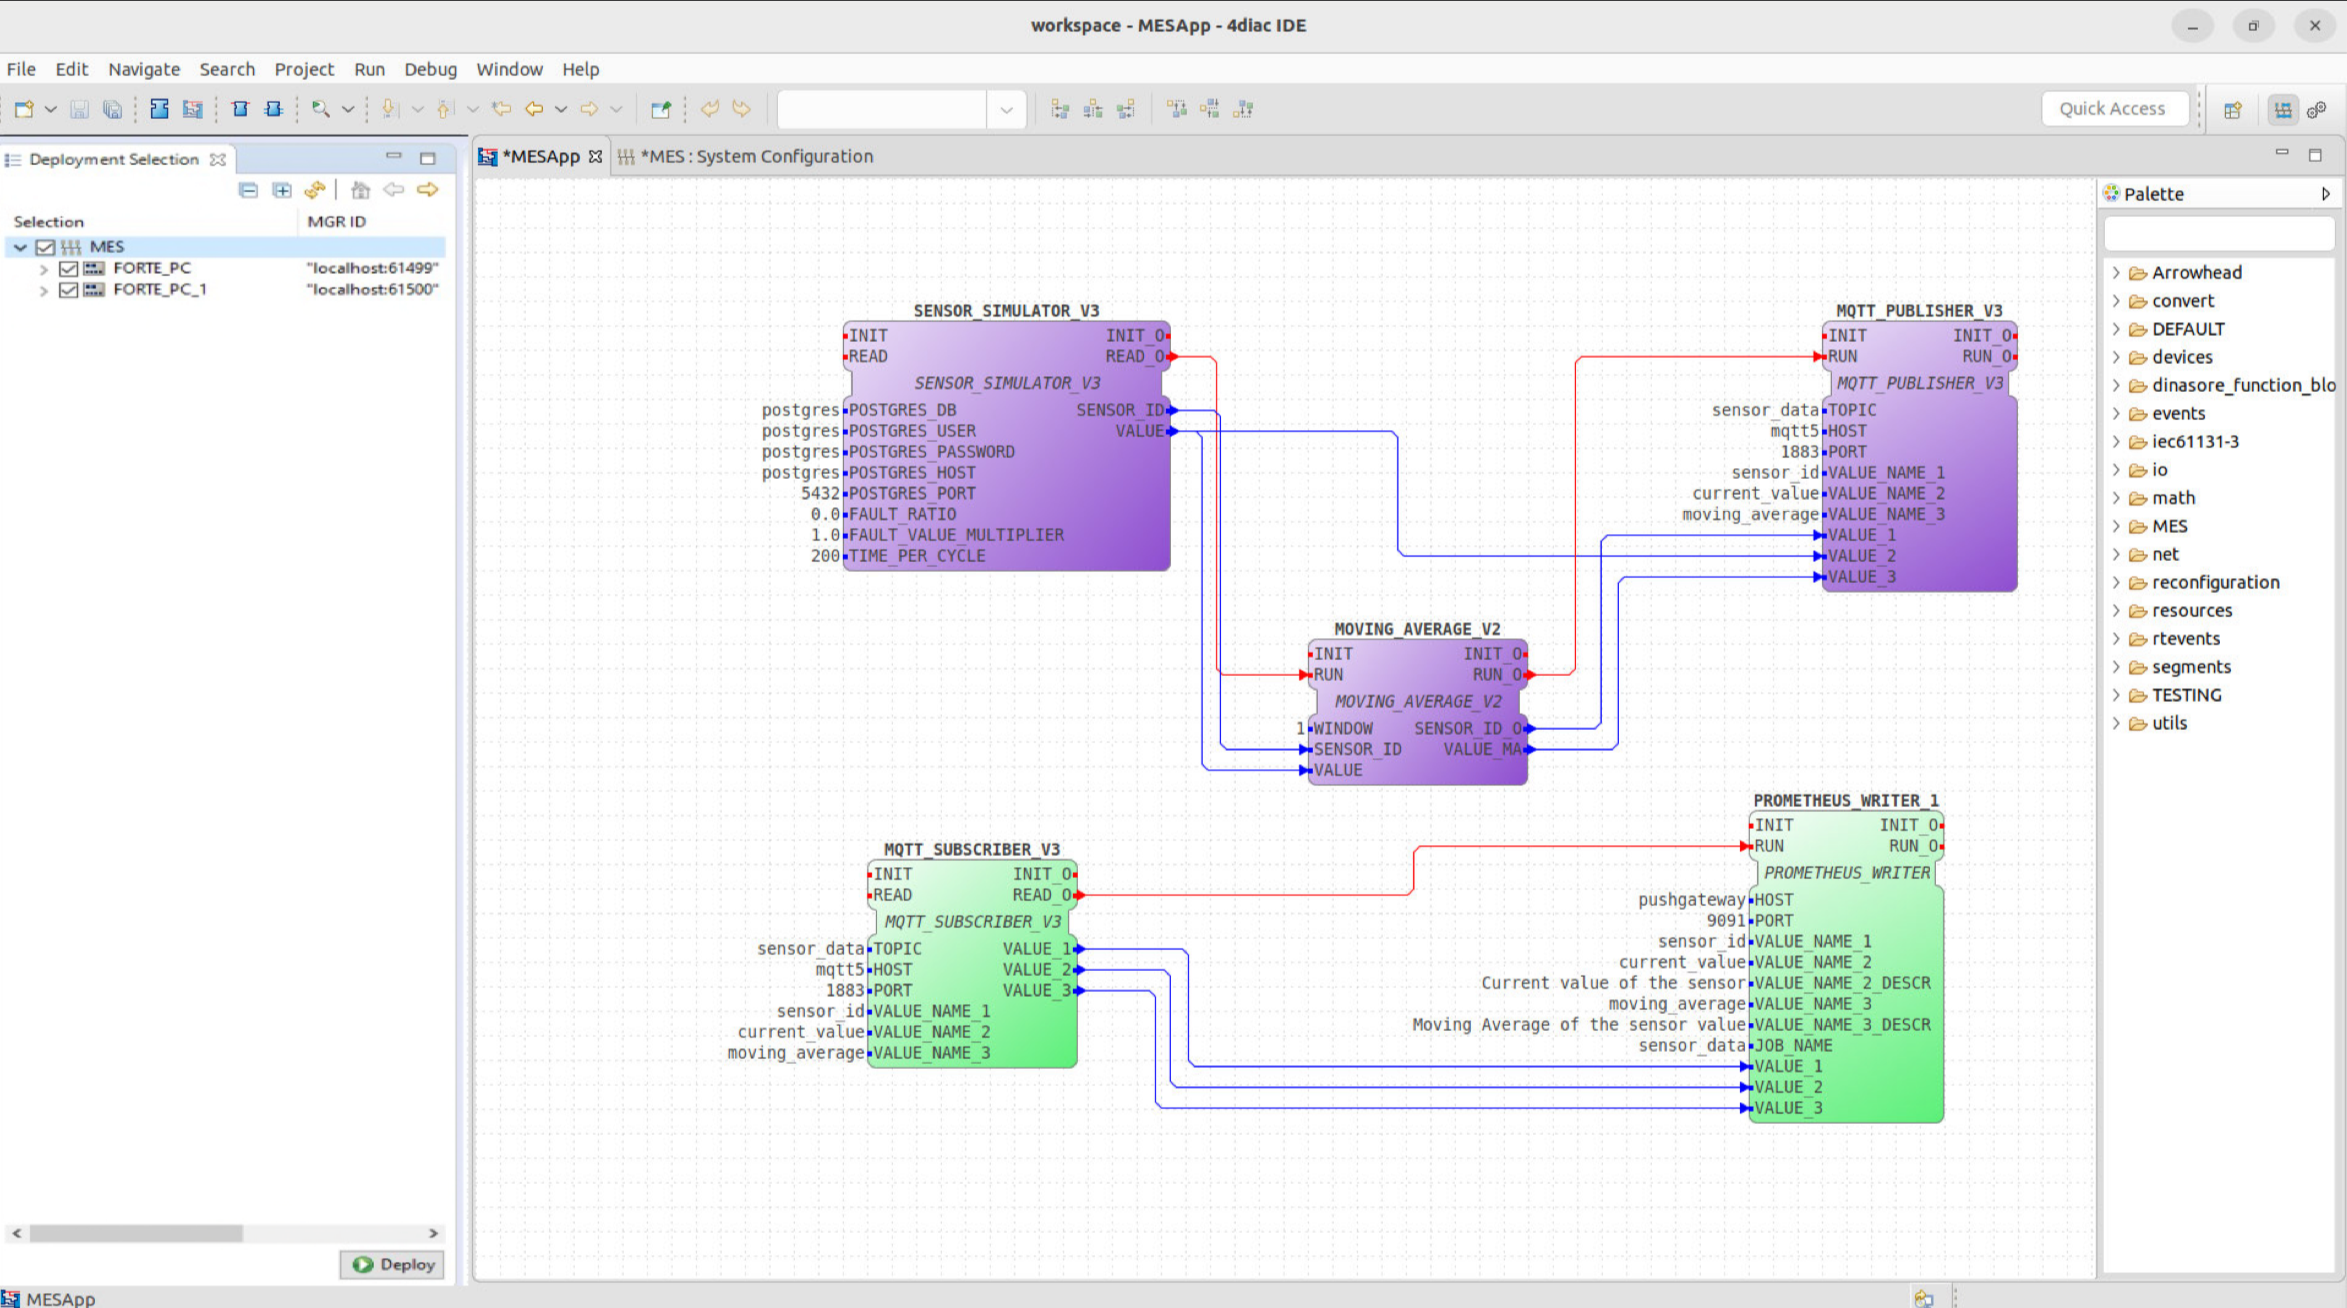 workspace - MESApp - 4diac IDE
File Edit Navigate Search Project Run Debug Window Help
Quick Access
Deployment Selection
Selection MGR ID
MES
FORTE_PC "localhost:61499"
FORTE_PC_1 "localhost:61500"
Deploy
*MESApp *MES : System Configuration
SENSOR_SIMULATOR_V3
INIT INIT_O
READ READ_O
SENSOR_SIMULATOR_V3
postgres POSTGRES_DB SENSOR_ID
postgres POSTGRES_USER VALUE
postgres POSTGRES_PASSWORD
postgres POSTGRES_HOST
5432 POSTGRES_PORT
0.0 FAULT_RATIO
1.0 FAULT_VALUE_MULTIPLIER
200 TIME_PER_CYCLE
MQTT_PUBLISHER_V3
INIT INIT_O
RUN RUN_O
MQTT_PUBLISHER_V3
sensor_data TOPIC
mqtt5 HOST
1883 PORT
sensor_id VALUE_NAME_1
current_value VALUE_NAME_2
moving_average VALUE_NAME_3
VALUE_1
VALUE_2
VALUE_3
MOVING_AVERAGE_V2
INIT INIT_O
RUN RUN_O
MOVING_AVERAGE_V2
1 WINDOW SENSOR_ID_O
SENSOR_ID VALUE_MA
VALUE
MQTT_SUBSCRIBER_V3
INIT INIT_O
READ READ_O
MQTT_SUBSCRIBER_V3
sensor_data TOPIC VALUE_1
mqtt5 HOST VALUE_2
1883 PORT VALUE_3
sensor_id VALUE_NAME_1
current_value VALUE_NAME_2
moving_average VALUE_NAME_3
PROMETHEUS_WRITER_1
INIT INIT_O
RUN RUN_O
PROMETHEUS_WRITER
pushgateway HOST
9091 PORT
sensor_id VALUE_NAME_1
current_value VALUE_NAME_2
Current value of the sensor VALUE_NAME_2_DESCR
moving_average VALUE_NAME_3
Moving Average of the sensor value VALUE_NAME_3_DESCR
sensor_data JOB_NAME
VALUE_1
VALUE_2
VALUE_3
Palette
Arrowhead
convert
DEFAULT
devices
dinasore_function_blo
events
iec61131-3
io
math
MES
net
reconfiguration
resources
rtevents
segments
TESTING
utils
MESApp